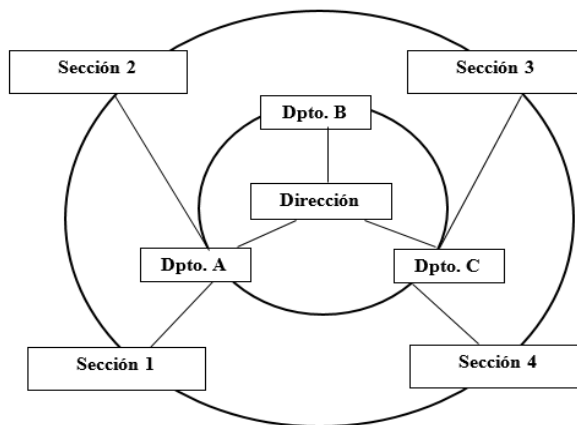 Sección 2
Sección 3
Dpto. B
Dirección
Dpto. A
Dpto. C
Sección 1
Sección 4